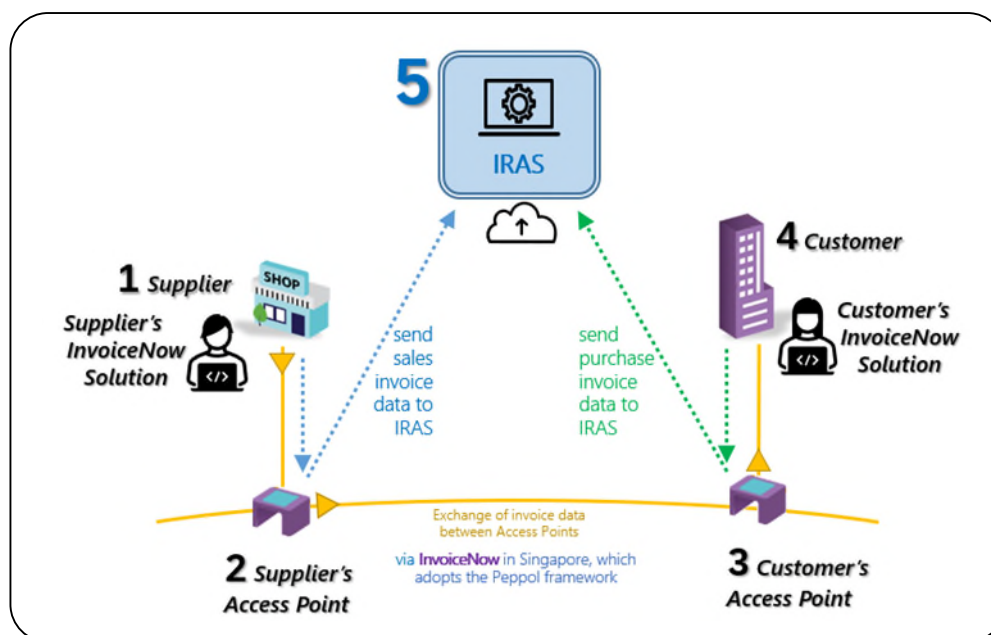 5
IRAS
1 Supplier
SHOP
Supplier's
InvoiceNow
Solution
</>
send
sales
invoice
data to
IRAS
send
purchase
invoice
data to
IRAS
4 Customer
Customer's
InvoiceNow
Solution
</>
Exchange of invoice data
between Access Points
via InvoiceNow in Singapore, which
adopts the Peppol framework
2 Supplier's
Access Point
3 Customer's
Access Point